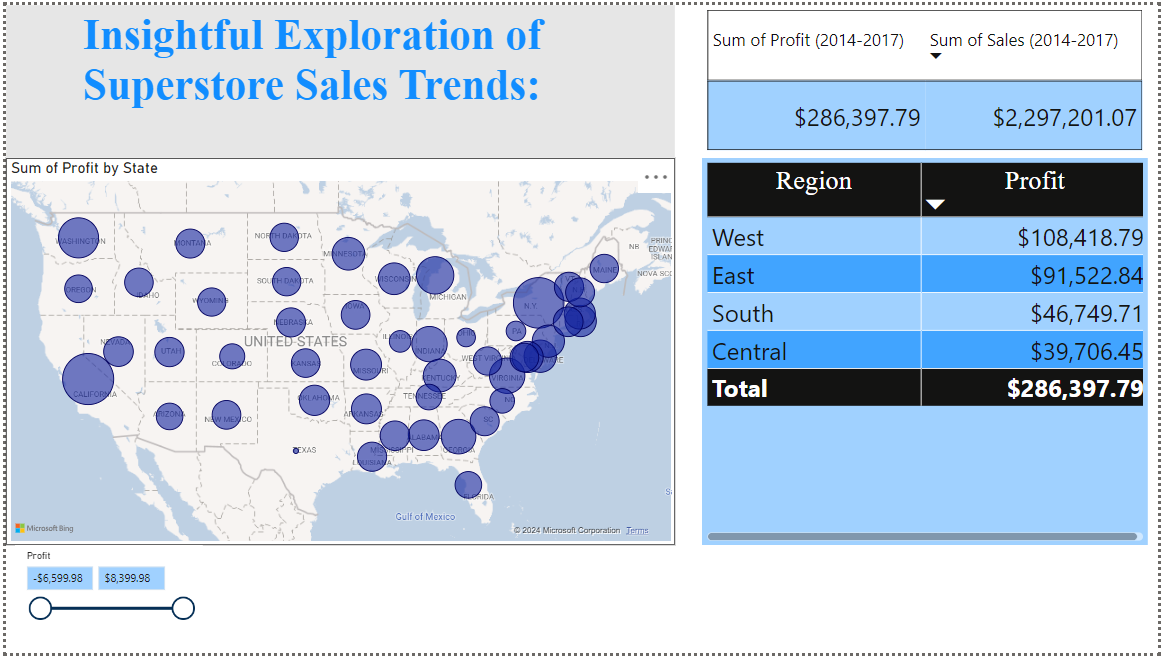 Insightful Exploration of
Superstore Sales Trends:
Sum of Profit (2014-2017) Sum of Sales (2014-2017)
$286,397.79 $2,297,201.07
Sum of Profit by State
WASHINGTON
MONTANA
NORTH DAKOTA
MINNESOTA
OREGON
IDAHO
WYOMING
SOUTH DAKOTA
WISCONSIN
MICHIGAN
N.Y.
MAINE
NB
NOVA SC
NEBRASKA
IOWA
ILLINOIS
INDIANA
PA
NEVADA
UTAH
COLORADO
UNITED STATES
KANSAS
MISSOURI
WEST VIRGINIA
VIRGINIA
KENTUCKY
CALIFORNIA
ARIZONA
NEW MEXICO
OKLAHOMA
ARKANSAS
TENNESSEE
NC
SC
TEXAS
MISSISSIPPI
ALABAMA
GEORGIA
LOUISIANA
FLORIDA
Gulf of Mexico
Microsoft Bing
© 2024 Microsoft Corporation Terms
Region Profit
West $108,418.79
East $91,522.84
South $46,749.71
Central $39,706.45
Total $286,397.79
Profit
-$6,599.98 $8,399.98